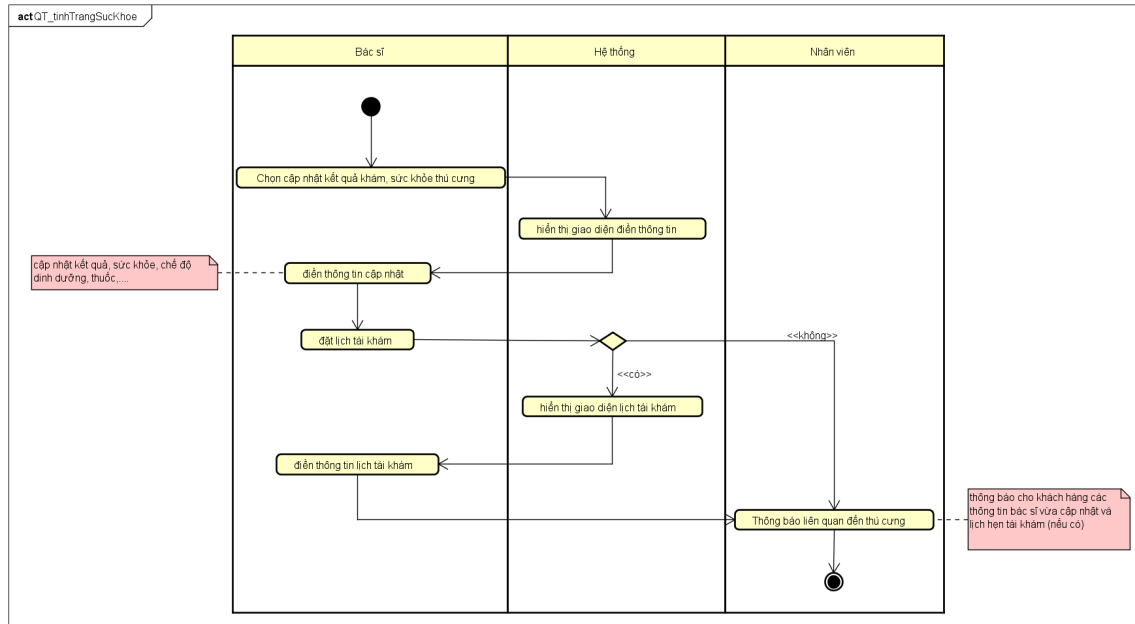 act QT_tinhTrangSucKhoe
Bác sĩ
Hệ thống
Nhân viên
Chọn cập nhật kết quả khám, sức khỏe thú cưng
hiển thị giao diện điền thông tin
cập nhật kết quả, sức khỏe, chế độ
dinh dưỡng, thuốc,....
điền thông tin cập nhật
đặt lịch tái khám
<<không>>
<<có>>
hiển thị giao diện lịch tái khám
điền thông tin lịch tái khám
thông báo cho khách hàng các
thông tin bác sĩ vừa cập nhật và
lịch hẹn tái khám (nếu có)
Thông báo liên quan đến thú cưng